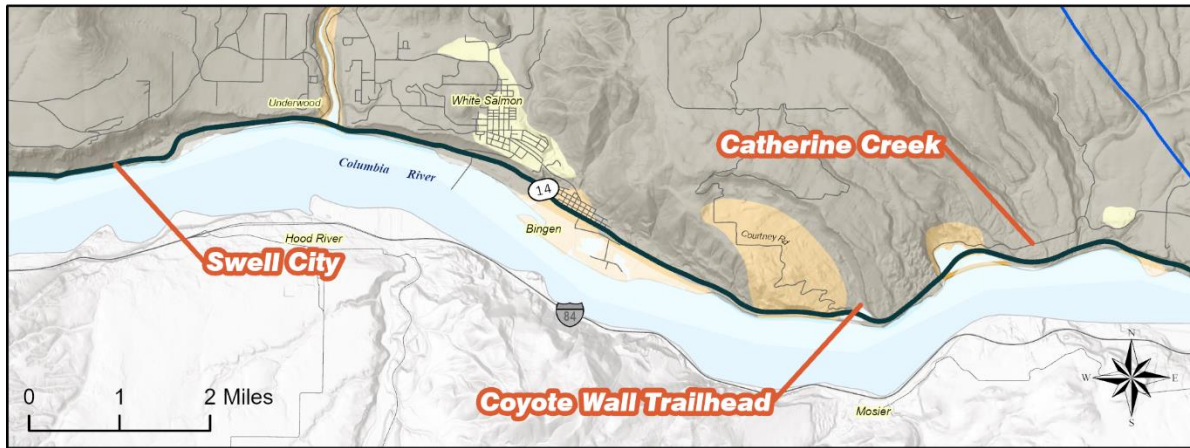 Underwood
White Salmon
Catherine Creek
Columbia River
14
Bingen
Courtney Rd
Hood River
Swell City
84
0 1 2 Miles
Coyote Wall Trailhead
Mosier
N
W E
S